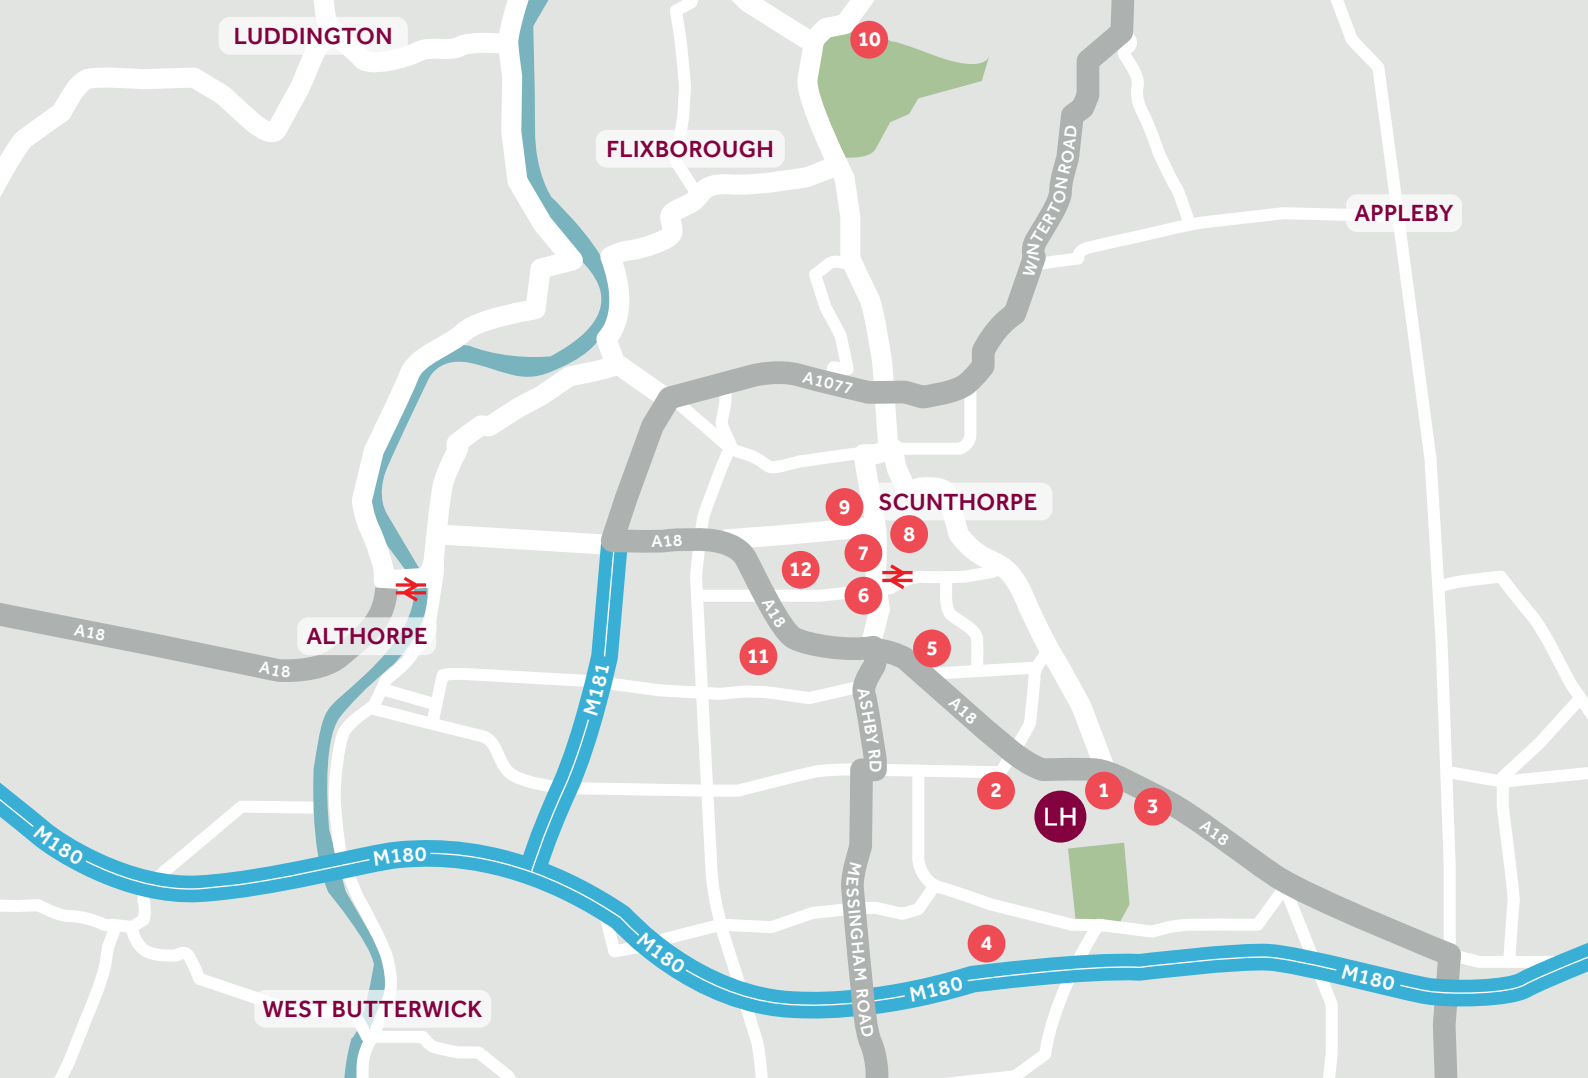 LUDDINGTON
10
FLIXBOROUGH
WINTERTON ROAD
APPLEBY
A1077
SCUNTHORPE
9
8
A18
7
12
6
A18
ALTHORPE
A18
A18
11
5
M181
ASHBY RD
A18
2
1
3
LH
A18
M180
M180
MESSINGHAM ROAD
4
M180
M180
M180
WEST BUTTERWICK